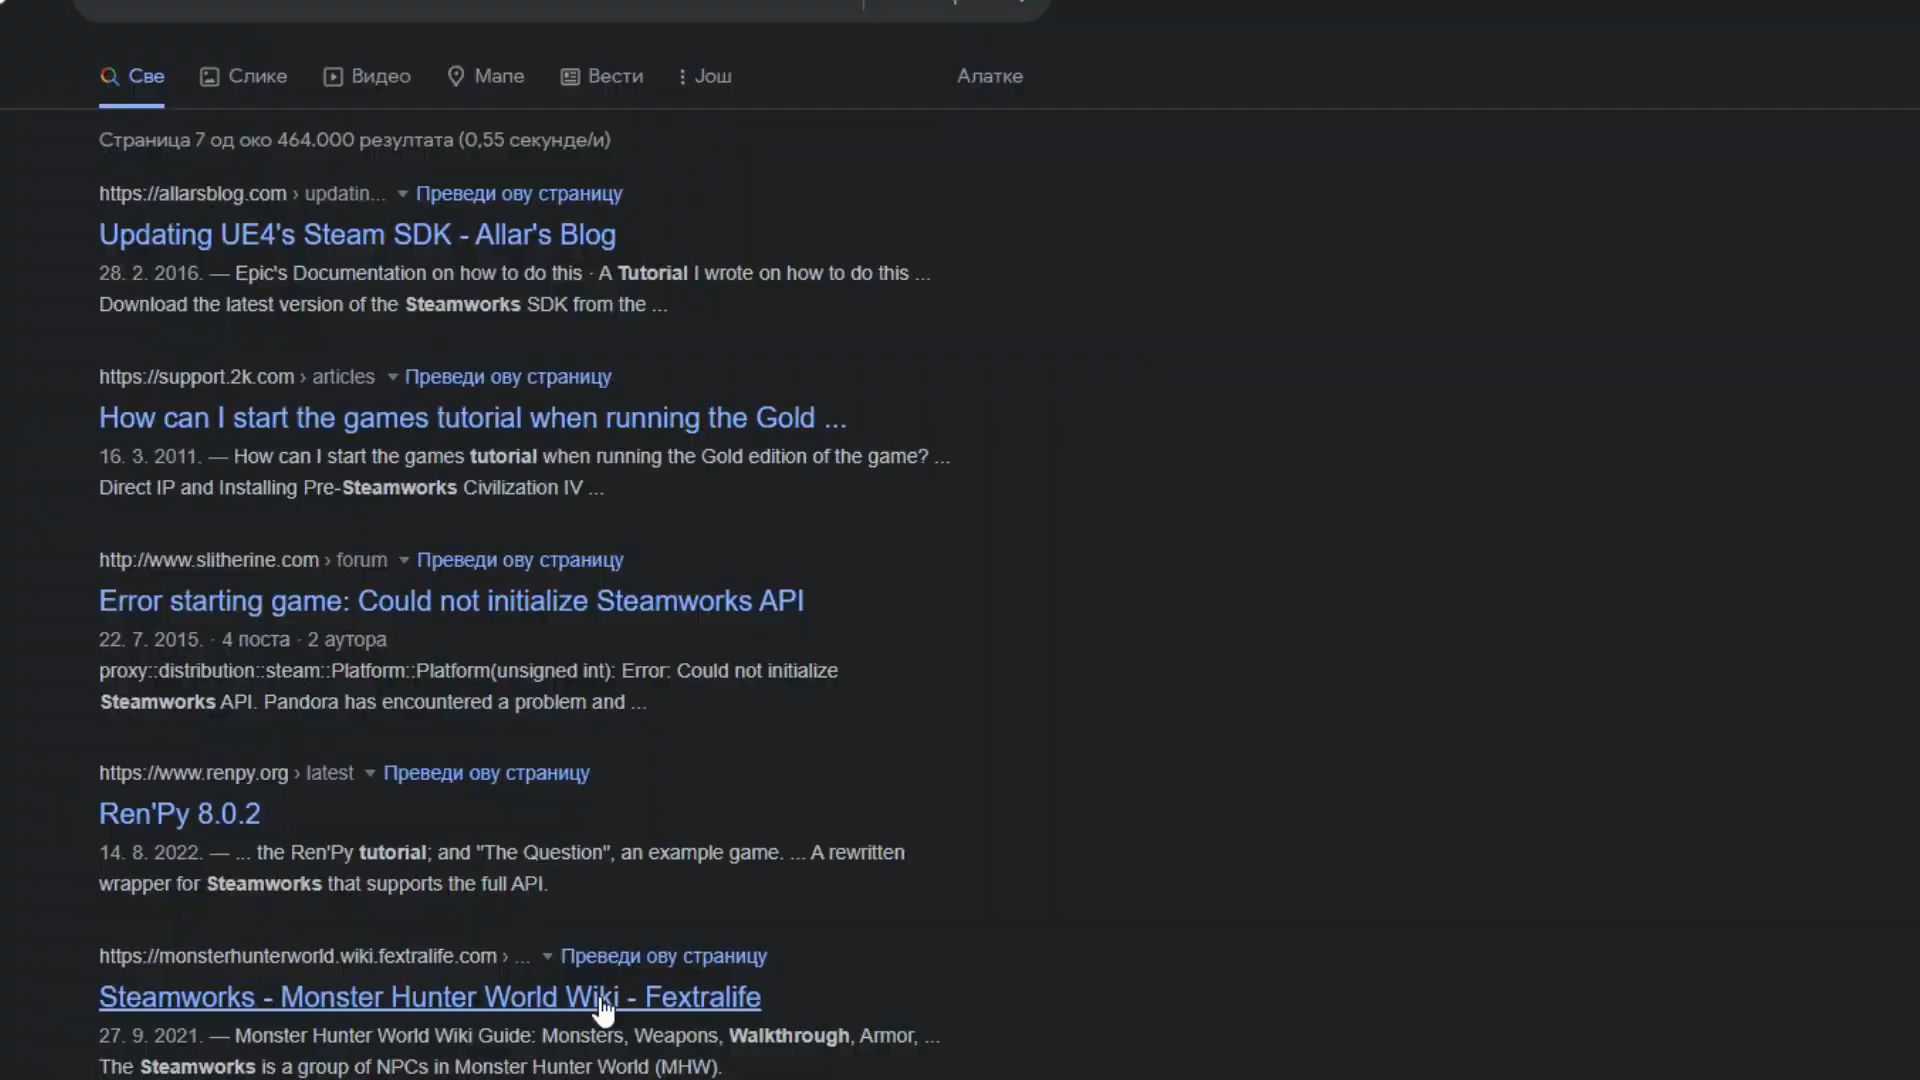 Све Слике Видео Мапе Вести Још Алатке
Страница 7 од око 464.000 резултата (0,55 секунде/и)
https://allarsblog.com › updatin... Преведи ову страницу
Updating UE4's Steam SDK - Allar's Blog
28. 2. 2016. — Epic's Documentation on how to do this · A Tutorial I wrote on how to do this ...
Download the latest version of the Steamworks SDK from the ...
https://support.2k.com › articles Преведи ову страницу
How can I start the games tutorial when running the Gold ...
16. 3. 2011. — How can I start the games tutorial when running the Gold edition of the game? ...
Direct IP and Installing Pre-Steamworks Civilization IV ...
http://www.slitherine.com › forum Преведи ову страницу
Error starting game: Could not initialize Steamworks API
22. 7. 2015. · 4 поста · 2 аутора
proxy::distribution::steam::Platform::Platform(unsigned int): Error: Could not initialize
Steamworks API. Pandora has encountered a problem and ...
https://www.renpy.org › latest Преведи ову страницу
Ren'Py 8.0.2
14. 8. 2022. — ... the Ren'Py tutorial; and "The Question", an example game. ... A rewritten
wrapper for Steamworks that supports the full API.
https://monsterhunterworld.wiki.fextralife.com › ... Преведи ову страницу
Steamworks - Monster Hunter World Wiki - Fextralife
27. 9. 2021. — Monster Hunter World Wiki Guide: Monsters, Weapons, Walkthrough, Armor, ...
The Steamworks is a group of NPCs in Monster Hunter World (MHW).